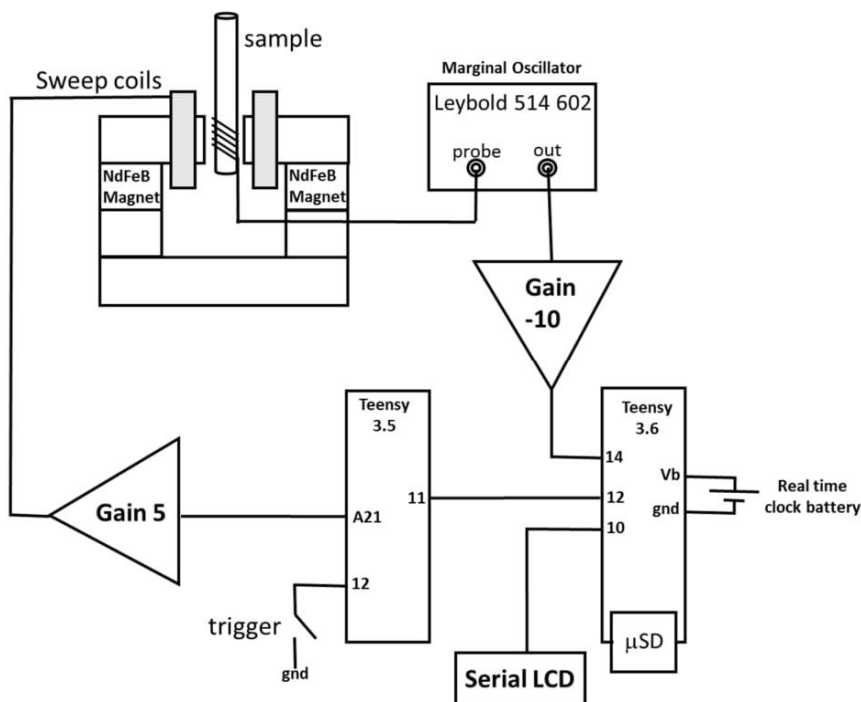 sample
Sweep coils
Marginal Oscillator
Leybold 514 602
probe out
NdFeB
Magnet
NdFeB
Magnet
Gain
-10
Teensy
3.5
Teensy
3.6
14
Vb
11
12
gnd
Real time
clock battery
Gain 5
A21
10
12
trigger
gnd
μSD
Serial LCD